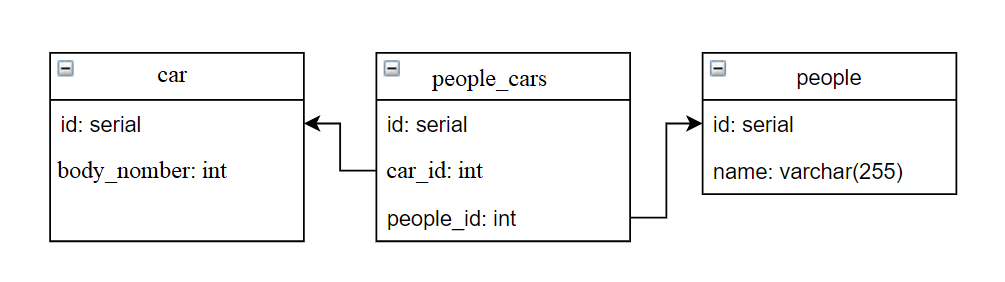 car
id: serial
body_nomber: int
people_cars
id: serial
car_id: int
people_id: int
people
id: serial
name: varchar(255)